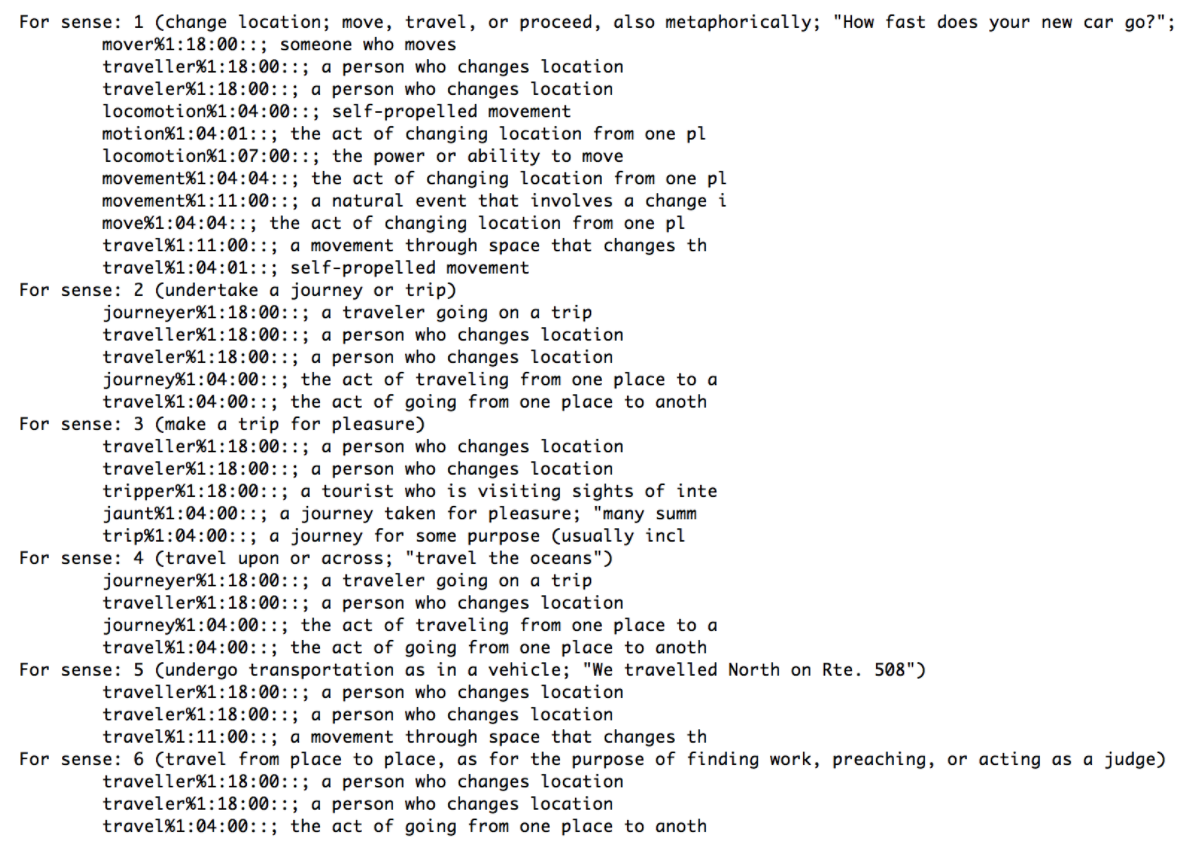 For sense: 1 (change location; move, travel, or proceed, also metaphorically; "How fast does your new car go?";
mover%1:18:00::; someone who moves
traveller%1:18:00::; a person who changes location
traveler%1:18:00::; a person who changes location
locomotion%1:04:00::; self-propelled movement
motion%1:04:01::; the act of changing location from one pl
locomotion%1:07:00::; the power or ability to move
movement%1:04:04::; the act of changing location from one pl
movement%1:11:00::; a natural event that involves a change i
move%1:04:04::; the act of changing location from one pl
travel%1:11:00::; a movement through space that changes th
travel%1:04:01::; self-propelled movement
For sense: 2 (undertake a journey or trip)
journeyer%1:18:00::; a traveler going on a trip
traveller%1:18:00::; a person who changes location
traveler%1:18:00::; a person who changes location
journey%1:04:00::; the act of traveling from one place to a
travel%1:04:00::; the act of going from one place to anoth
For sense: 3 (make a trip for pleasure)
traveller%1:18:00::; a person who changes location
traveler%1:18:00::; a person who changes location
tripper%1:18:00::; a tourist who is visiting sights of inte
jaunt%1:04:00::; a journey taken for pleasure; "many summ
trip%1:04:00::; a journey for some purpose (usually incl
For sense: 4 (travel upon or across; "travel the oceans")
journeyer%1:18:00::; a traveler going on a trip
traveller%1:18:00::; a person who changes location
journey%1:04:00::; the act of traveling from one place to a
travel%1:04:00::; the act of going from one place to anoth
For sense: 5 (undergo transportation as in a vehicle; "We travelled North on Rte. 508")
traveller%1:18:00::; a person who changes location
traveler%1:18:00::; a person who changes location
travel%1:11:00::; a movement through space that changes th
For sense: 6 (travel from place to place, as for the purpose of finding work, preaching, or acting as a judge)
traveller%1:18:00::; a person who changes location
traveler%1:18:00::; a person who changes location
travel%1:04:00::; the act of going from one place to anoth